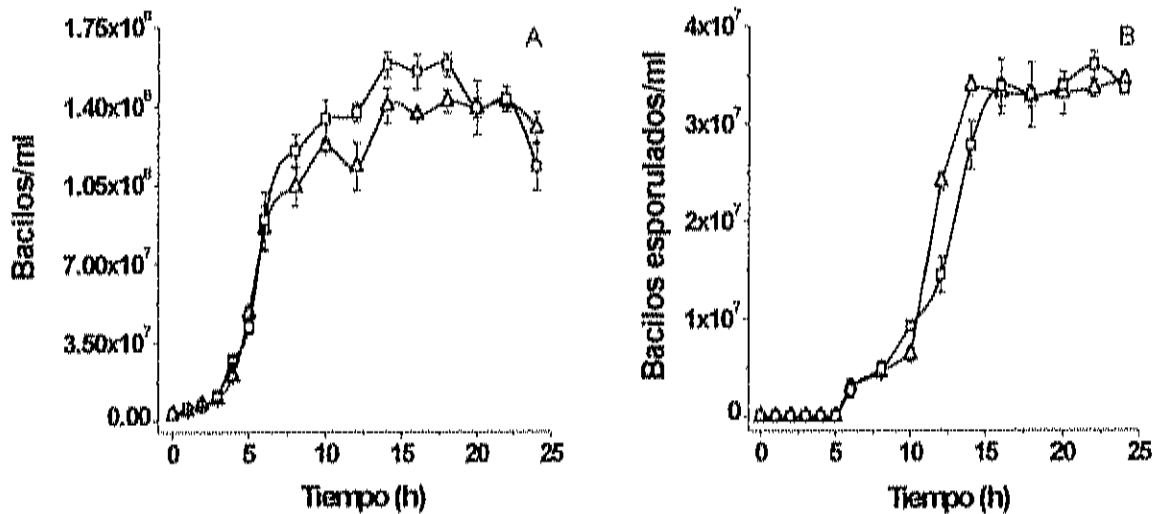 A
Bacilos/ml
1.75x10⁸
1.40x10⁸
1.05x10⁸
7.00x10⁷
3.50x10⁷
0.00
0 5 10 15 20 25
Tiempo (h)
B
Bacilos esporulados/ml
4x10⁷
3x10⁷
2x10⁷
1x10⁷
0
0 5 10 15 20 25
Tiempo (h)